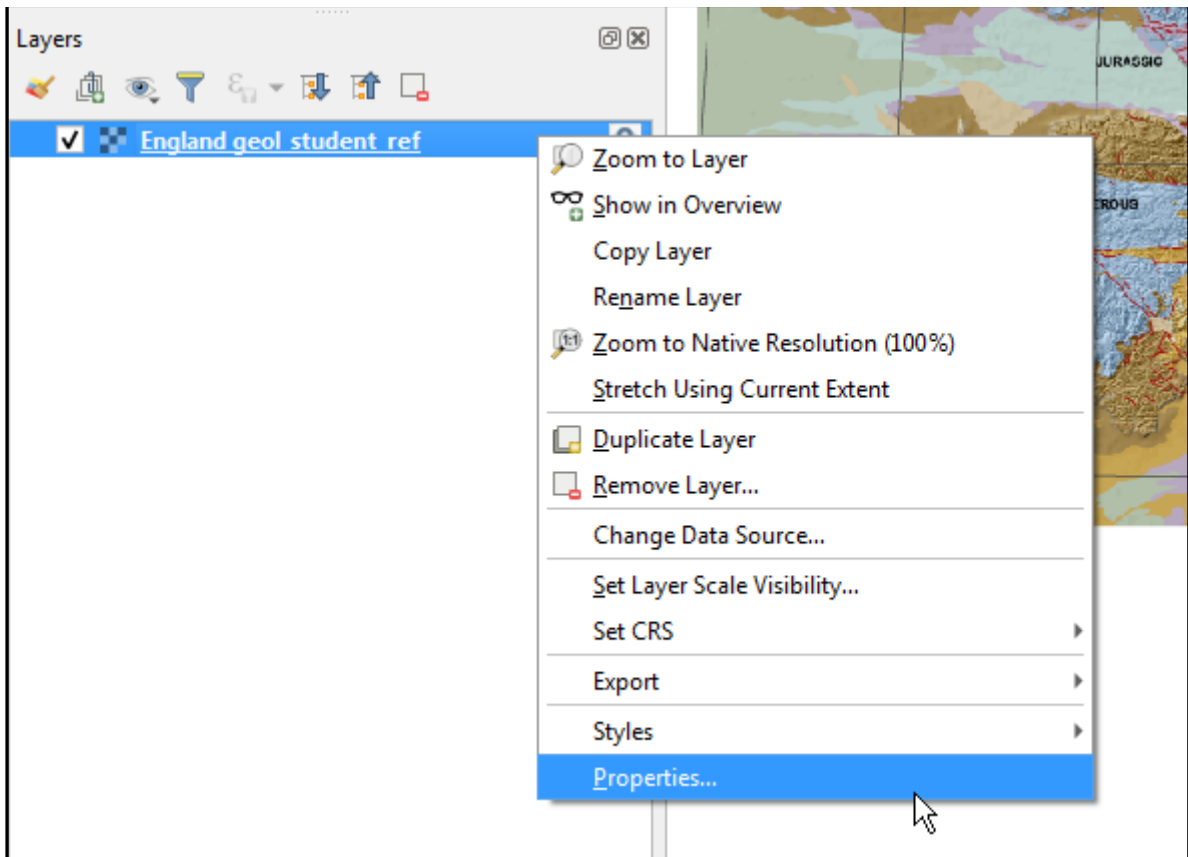 Layers
England geol_student_ref
Zoom to Layer
Show in Overview
Copy Layer
Rename Layer
Zoom to Native Resolution (100%)
Stretch Using Current Extent
Duplicate Layer
Remove Layer...
Change Data Source...
Set Layer Scale Visibility...
Set CRS
Export
Styles
Properties...
JURASSIC
EROUS